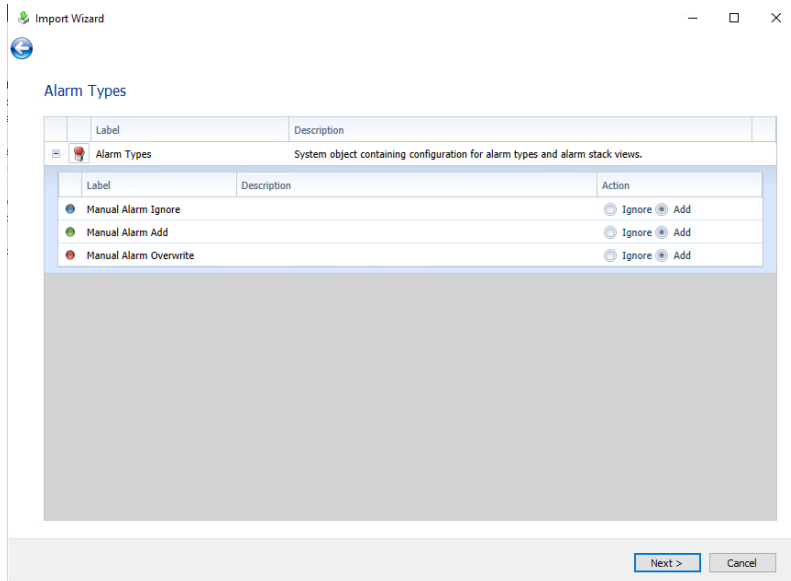 Import Wizard
Alarm Types
Label Description
Alarm Types System object containing configuration for alarm types and alarm stack views.
Label Description Action
Manual Alarm Ignore Ignore Add
Manual Alarm Add Ignore Add
Manual Alarm Overwrite Ignore Add
Next > Cancel